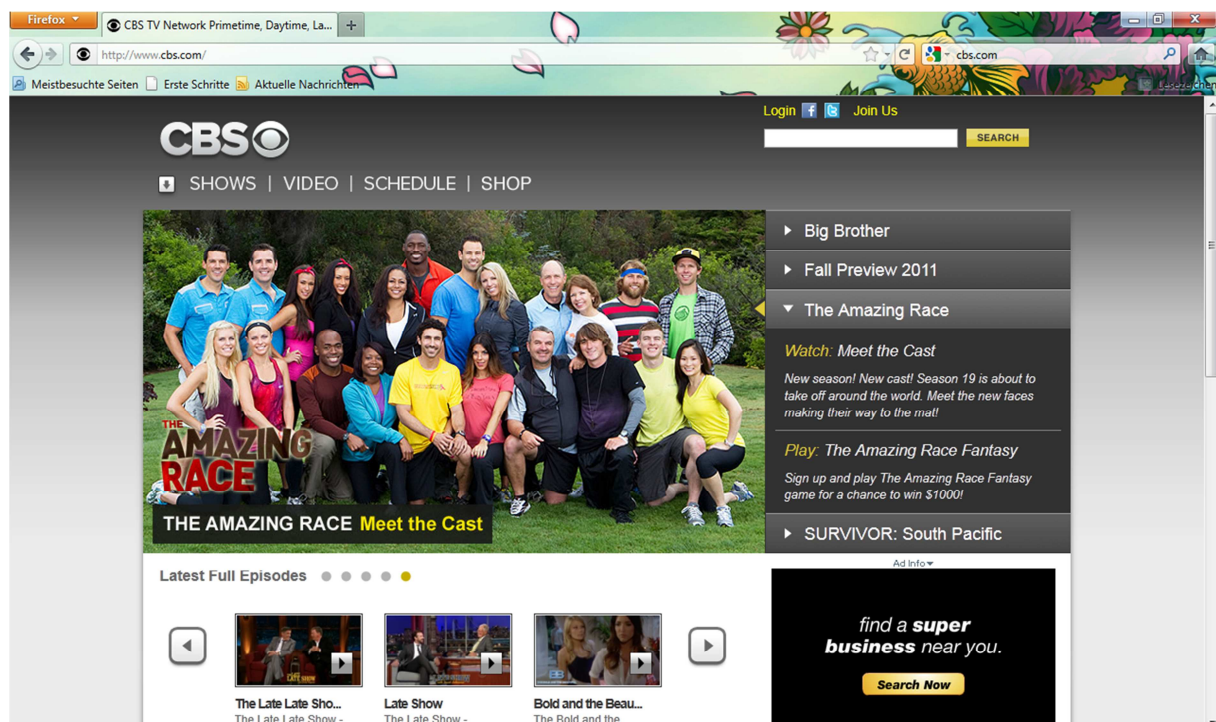 Firefox
CBS TV Network Primetime, Daytime, La...
http://www.cbs.com/
cbs.com
Meistbesuchte Seiten
Erste Schritte
Aktuelle Nachrichten
Lesezeichen
Login
Join Us
CBS
SEARCH
SHOWS | VIDEO | SCHEDULE | SHOP
Big Brother
Fall Preview 2011
The Amazing Race
Watch: Meet the Cast
New season! New cast! Season 19 is about to
take off around the world. Meet the new faces
making their way to the mat!
Play: The Amazing Race Fantasy
Sign up and play The Amazing Race Fantasy
game for a chance to win $1000!
SURVIVOR: South Pacific
THE
AMAZING
RACE
THE AMAZING RACE Meet the Cast
Latest Full Episodes
Ad Info
find a super
business near you.
Search Now
The Late Late Sho...
The Late Late Show -
Late Show
The Late Show -
Bold and the Beau...
The Bold and the